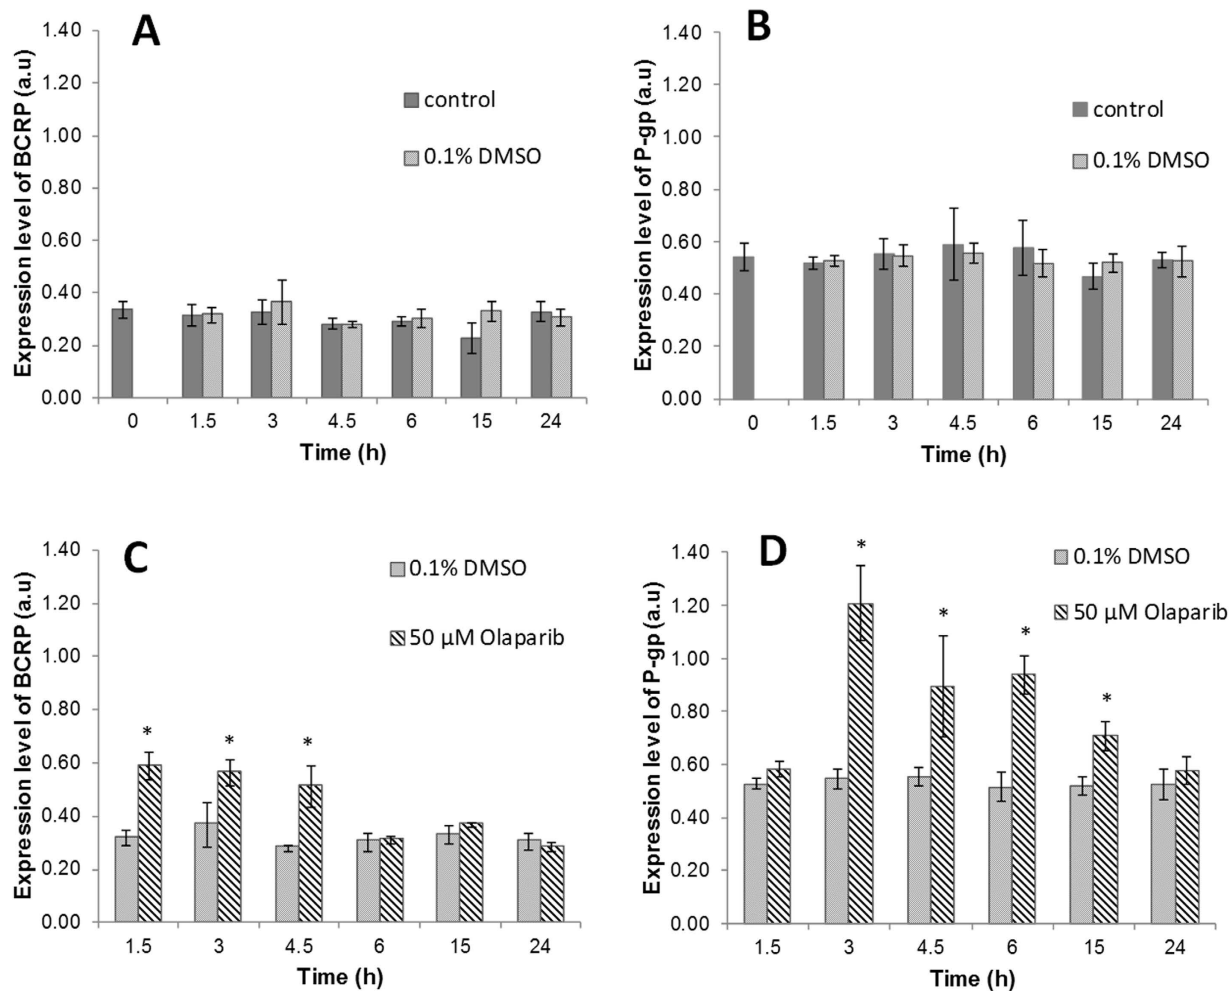 A
Expression level of BCRP (a.u)
1.40
1.20
1.00
0.80
0.60
0.40
0.20
0.00
control
0.1% DMSO
0 1.5 3 4.5 6 15 24
Time (h)
B
Expression level of P-gp (a.u)
1.40
1.20
1.00
0.80
0.60
0.40
0.20
0.00
control
0.1% DMSO
0 1.5 3 4.5 6 15 24
Time (h)
C
Expression level of BCRP (a.u)
1.40
1.20
1.00
0.80
0.60
0.40
0.20
0.00
0.1% DMSO
50 µM Olaparib
* * *
1.5 3 4.5 6 15 24
Time (h)
D
Expression level of P-gp (a.u)
1.40
1.20
1.00
0.80
0.60
0.40
0.20
0.00
0.1% DMSO
50 µM Olaparib
* * * *
1.5 3 4.5 6 15 24
Time (h)